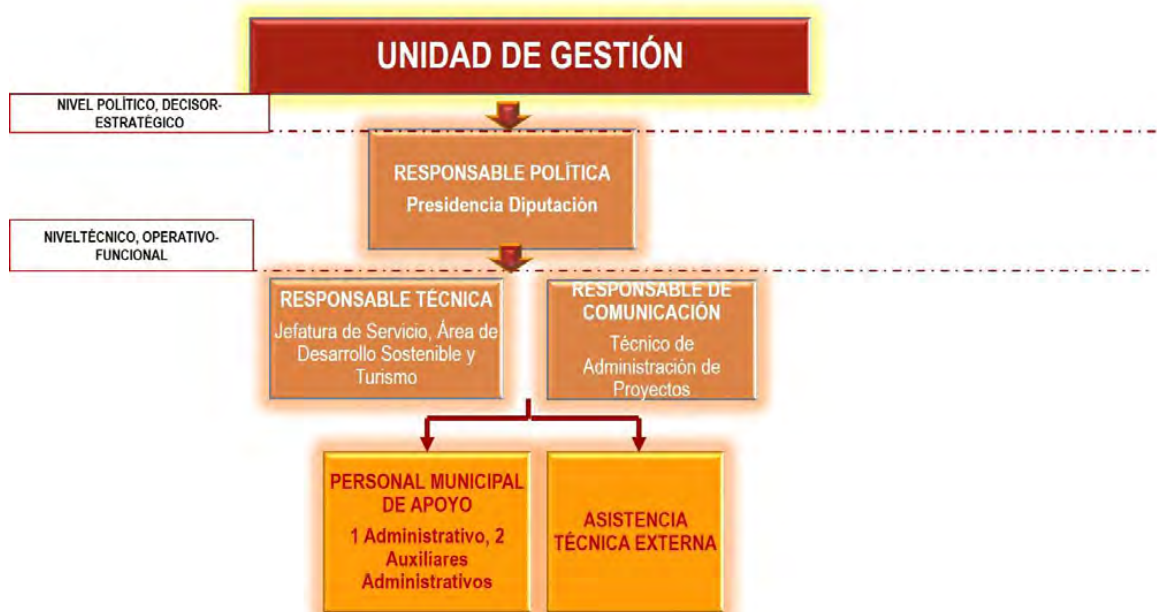 UNIDAD DE GESTIÓN
NIVEL POLÍTICO, DECISOR-
ESTRATÉGICO
RESPONSABLE POLÍTICA
Presidencia Diputación
NIVELTÉCNICO, OPERATIVO-
FUNCIONAL
RESPONSABLE TÉCNICA
Jefatura de Servicio, Área de
Desarrollo Sostenible y
Turismo
RESPONSABLE DE
COMUNICACIÓN
Técnico de
Administración de
Proyectos
PERSONAL MUNICIPAL
DE APOYO
1 Administrativo, 2
Auxiliares
Administrativos
ASISTENCIA
TÉCNICA EXTERNA